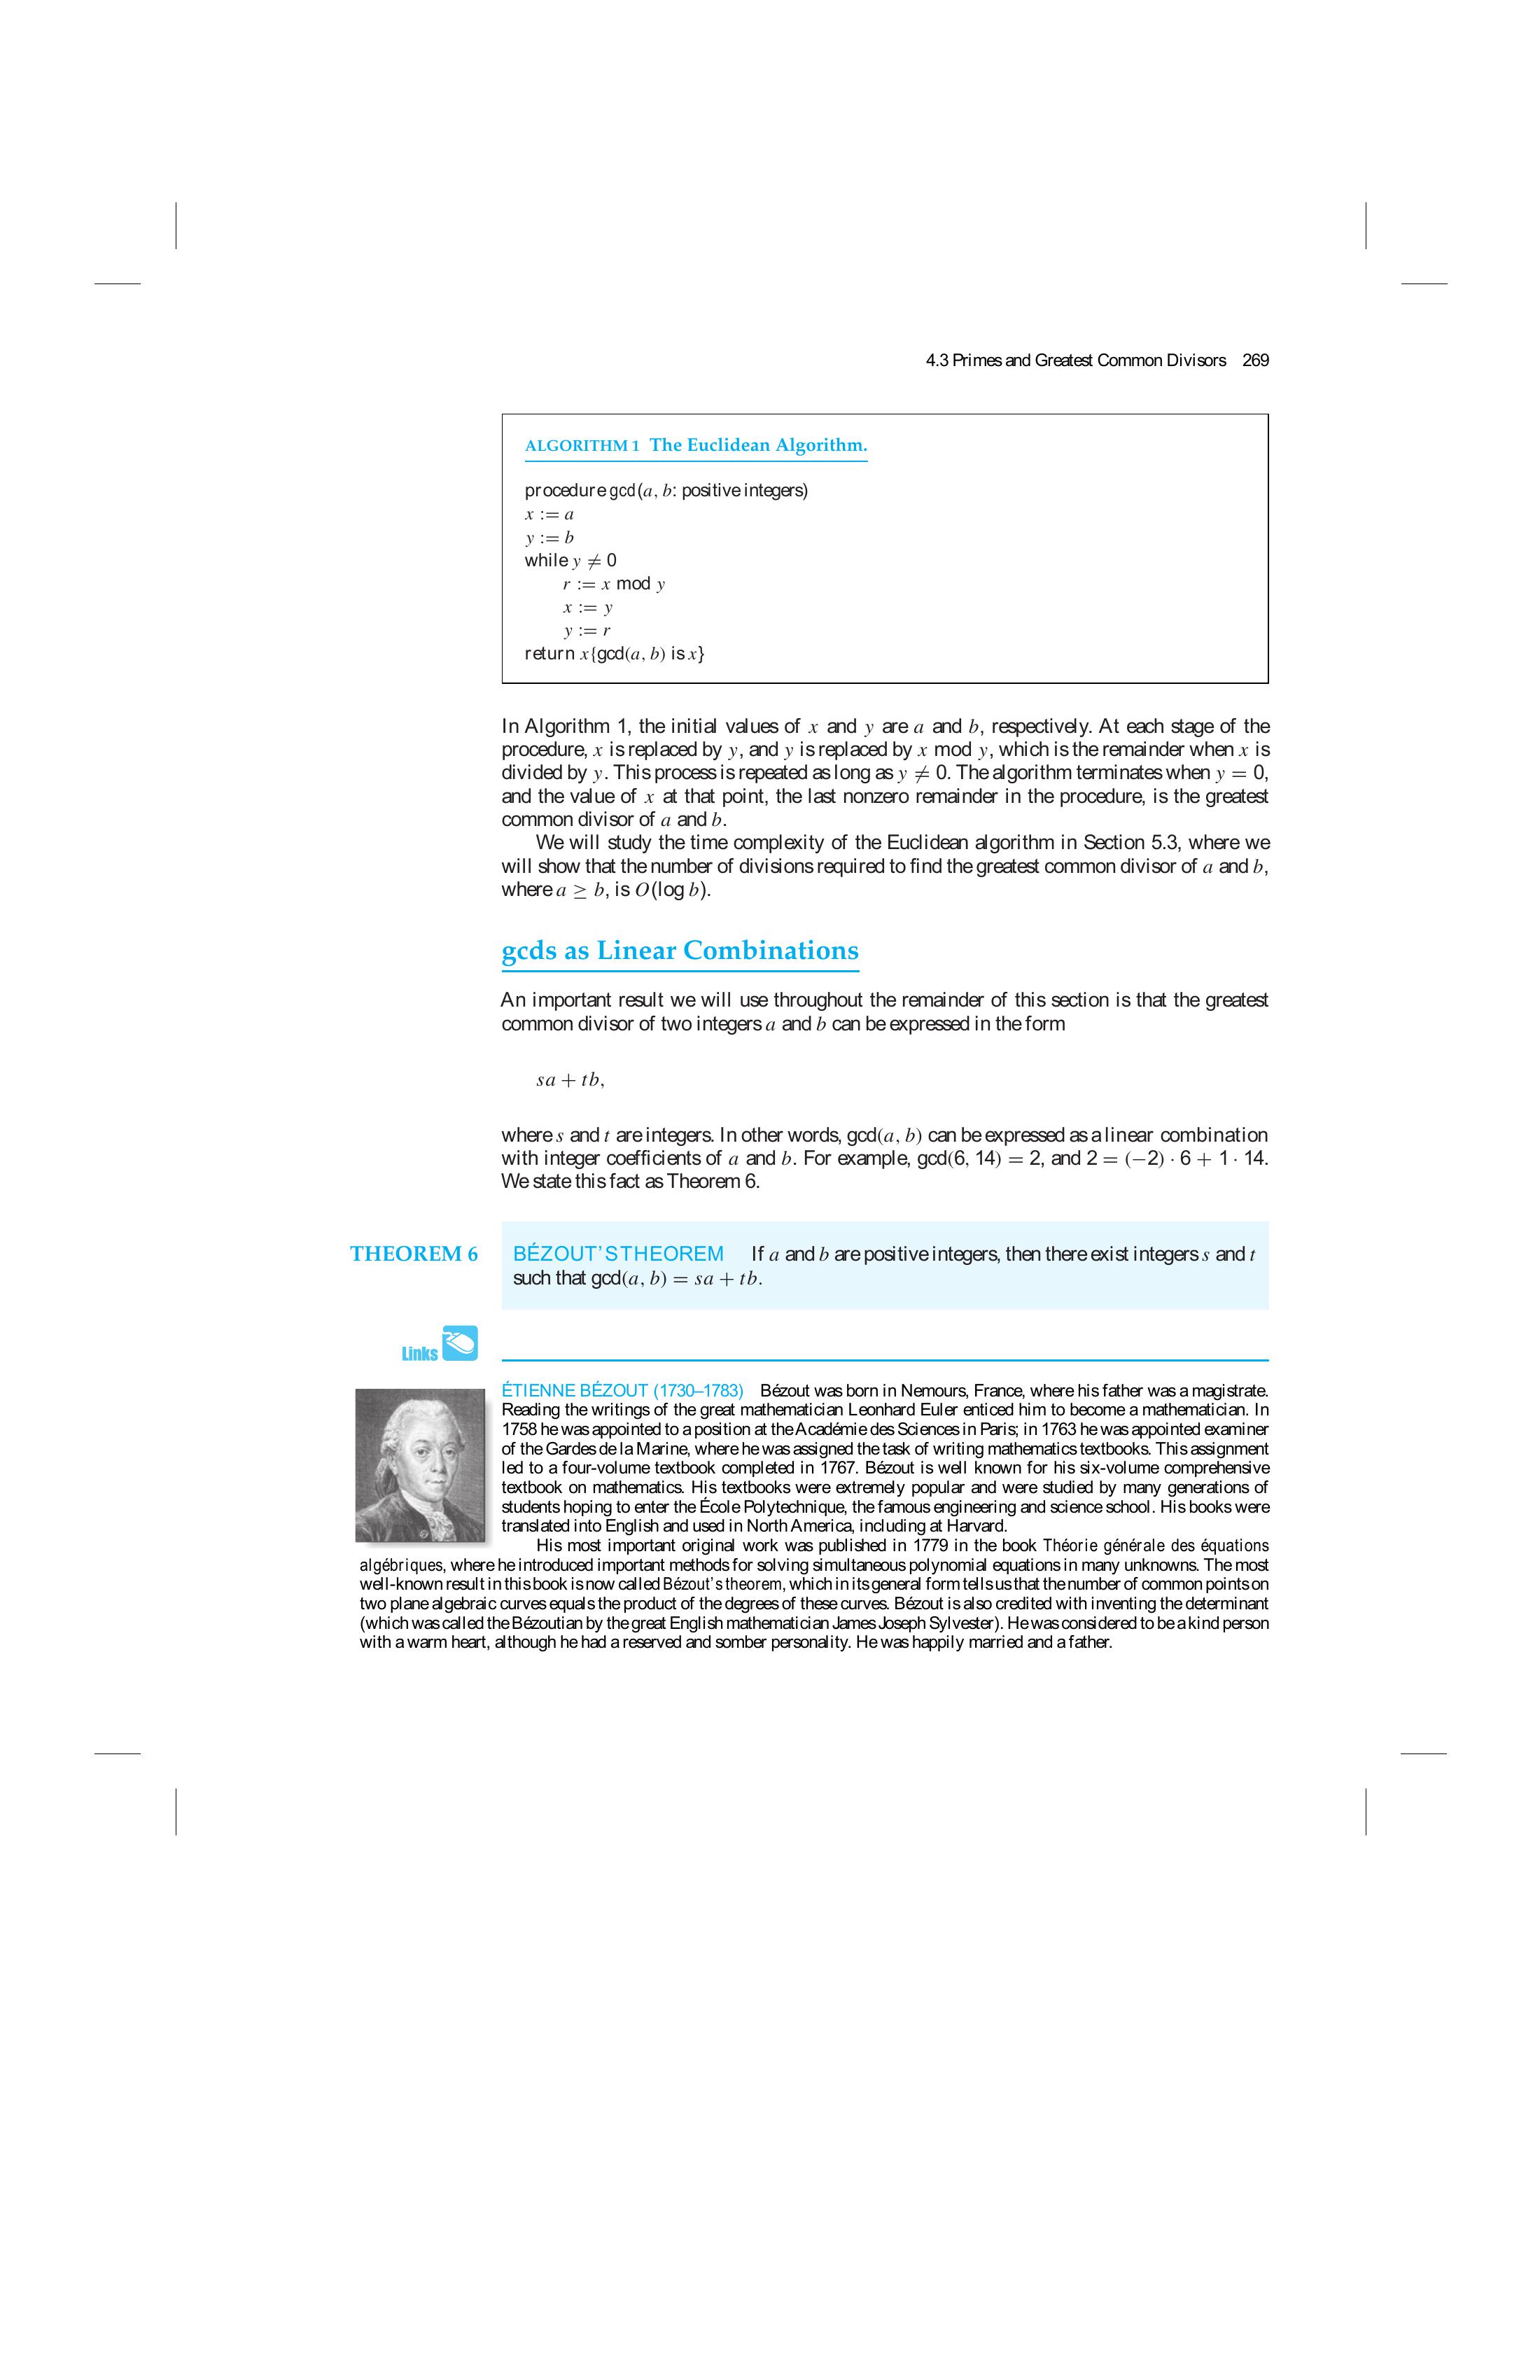 4.3 Primes and Greatest Common Divisors 269
ALGORITHM 1 The Euclidean Algorithm.
procedure gcd(a, b: positive integers)
x := a
y := b
while y ≠ 0
r := x mod y
x := y
y := r
return x{gcd(a, b) is x}
In Algorithm 1, the initial values of x and y are a and b, respectively. At each stage of the
procedure, x is replaced by y, and y is replaced by x mod y, which is the remainder when x is
divided by y. This process is repeated as long as y ≠ 0. The algorithm terminates when y = 0,
and the value of x at that point, the last nonzero remainder in the procedure, is the greatest
common divisor of a and b.
We will study the time complexity of the Euclidean algorithm in Section 5.3, where we
will show that the number of divisions required to find the greatest common divisor of a and b,
where a ≥ b, is O(log b).
gcds as Linear Combinations
An important result we will use throughout the remainder of this section is that the greatest
common divisor of two integers a and b can be expressed in the form
sa + tb,
where s and t are integers. In other words, gcd(a, b) can be expressed as a linear combination
with integer coefficients of a and b. For example, gcd(6, 14) = 2, and 2 = (−2) · 6 + 1 · 14.
We state this fact as Theorem 6.
THEOREM 6 BÉZOUT'S THEOREM If a and b are positive integers, then there exist integers s and t
such that gcd(a, b) = sa + tb.
Links
ÉTIENNE BÉZOUT (1730–1783) Bézout was born in Nemours, France, where his father was a magistrate.
Reading the writings of the great mathematician Leonhard Euler enticed him to become a mathematician. In
1758 he was appointed to a position at the Académie des Sciences in Paris; in 1763 he was appointed examiner
of the Gardes de la Marine, where he was assigned the task of writing mathematics textbooks. This assignment
led to a four-volume textbook completed in 1767. Bézout is well known for his six-volume comprehensive
textbook on mathematics. His textbooks were extremely popular and were studied by many generations of
students hoping to enter the École Polytechnique, the famous engineering and science school. His books were
translated into English and used in North America, including at Harvard.
His most important original work was published in 1779 in the book Théorie générale des équations
algébriques, where he introduced important methods for solving simultaneous polynomial equations in many unknowns. The most
well-known result in this book is now called Bézout's theorem, which in its general form tells us that the number of common points on
two plane algebraic curves equals the product of the degrees of these curves. Bézout is also credited with inventing the determinant
(which was called the Bézoutian by the great English mathematician James Joseph Sylvester). He was considered to be a kind person
with a warm heart, although he had a reserved and somber personality. He was happily married and a father.